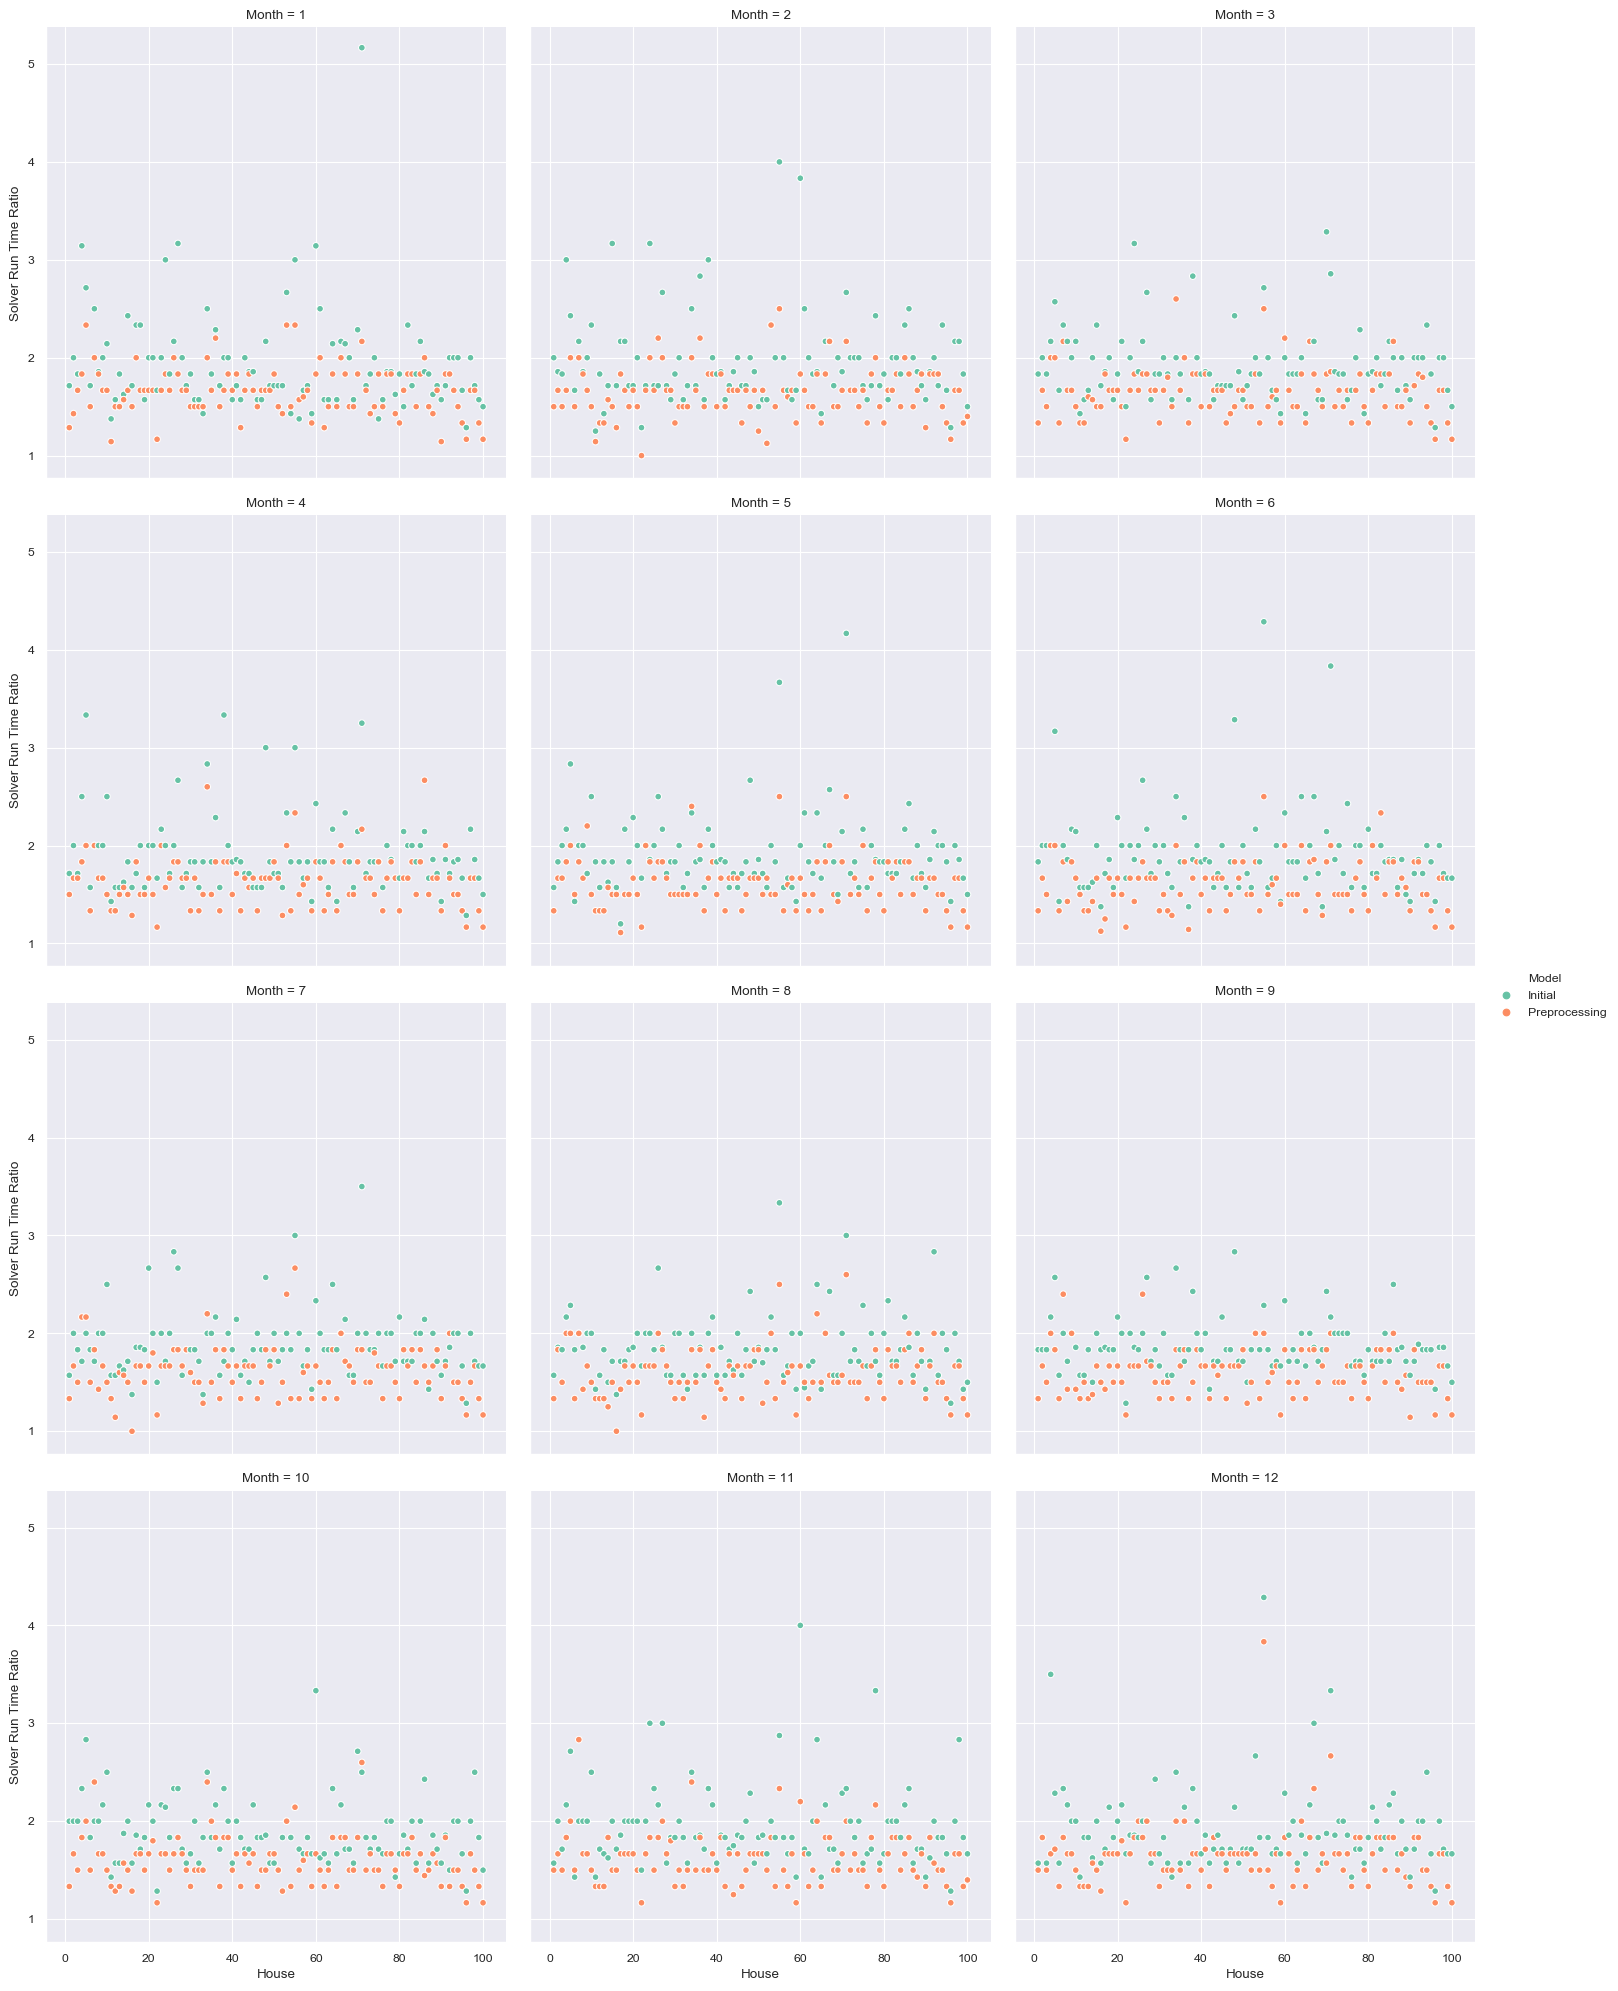 Month = 1
Month = 2
Month = 3
5
4
3
2
1
Solver Run Time Ratio
Month = 4
Month = 5
Month = 6
5
4
3
2
1
Solver Run Time Ratio
Model
Initial
Preprocessing
Month = 7
Month = 8
Month = 9
5
4
3
2
1
Solver Run Time Ratio
Month = 10
Month = 11
Month = 12
5
4
3
2
1
Solver Run Time Ratio
0 20 40 60 80 100
0 20 40 60 80 100
0 20 40 60 80 100
House
House
House